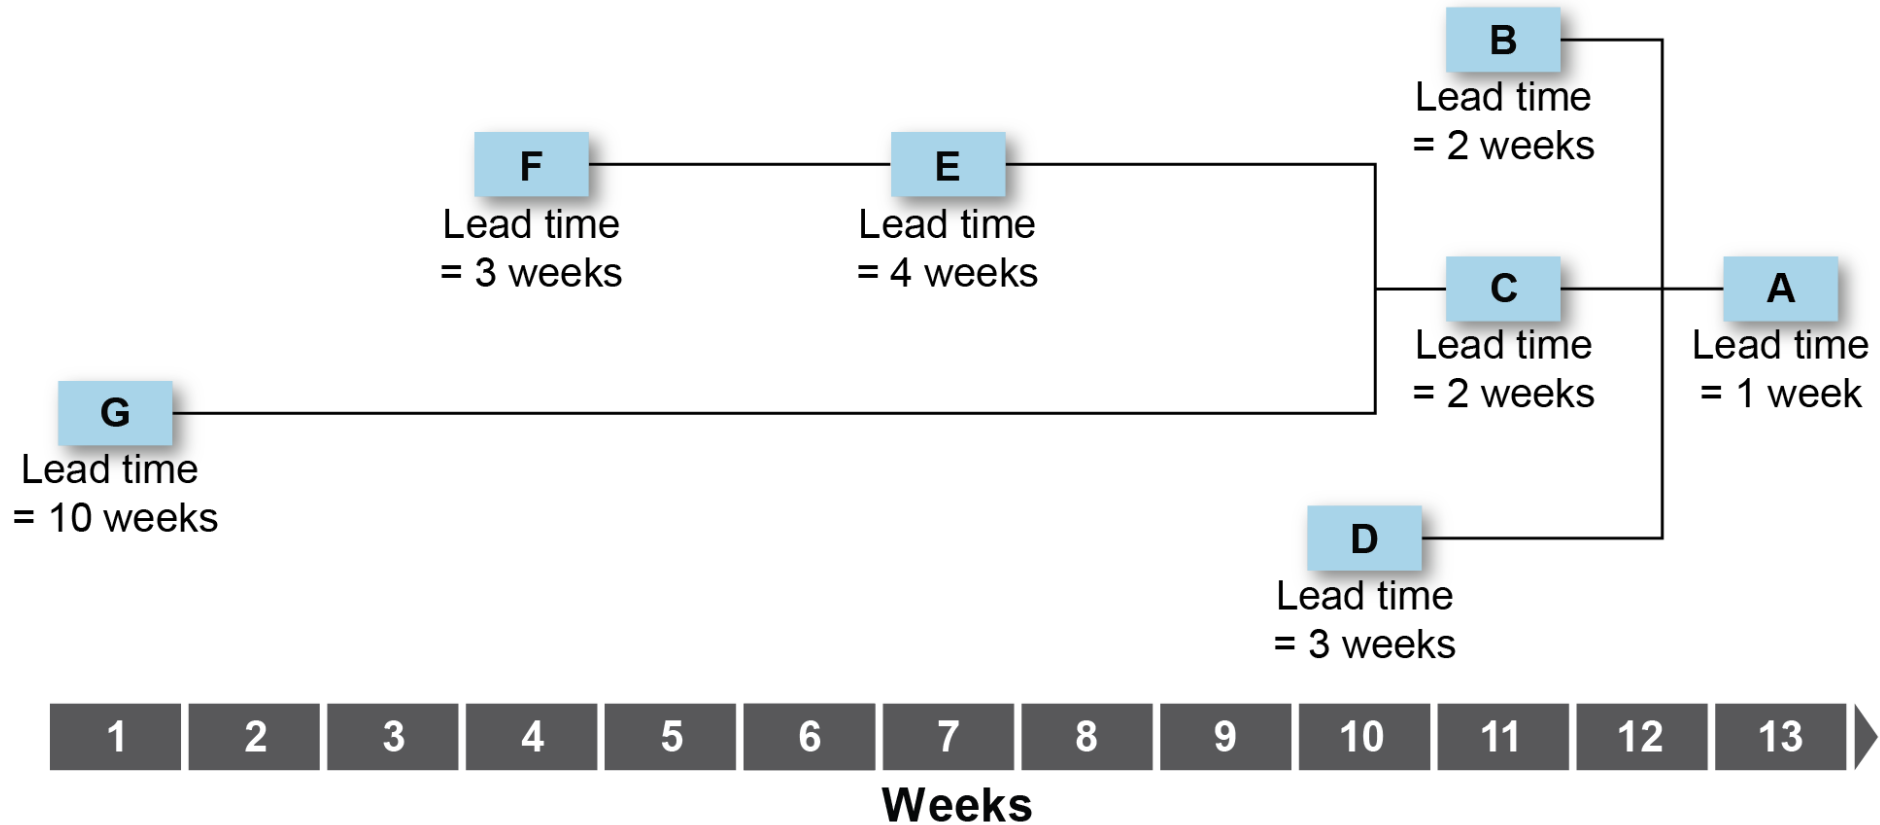 B
Lead time
= 2 weeks
F
Lead time
= 3 weeks
E
Lead time
= 4 weeks
C
Lead time
= 2 weeks
A
Lead time
= 1 week
G
Lead time
= 10 weeks
D
Lead time
= 3 weeks
1 2 3 4 5 6 7 8 9 10 11 12 13
Weeks